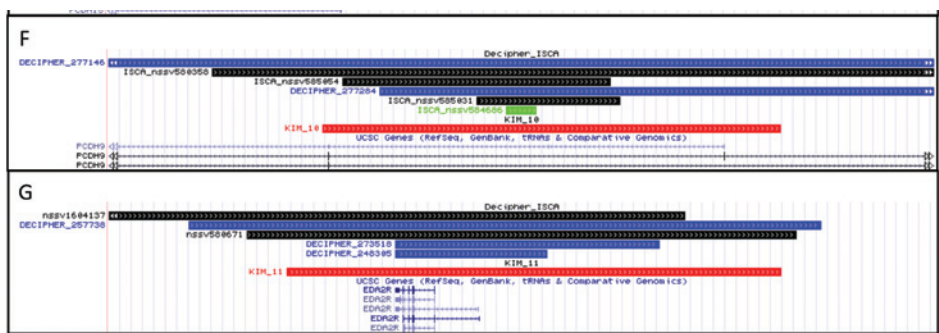 PCDH19
F
Decipher_ISCA
DECIPHER_277146
ISCA_nssv580358
ISCA_nssv585054
DECIPHER_277284
ISCA_nssv585031
ISCA_nssv584686
KIM_10
KIM_10
UCSC Genes (RefSeq, GenBank, tRNAs & Comparative Genomics)
PCDH9
PCDH9
PCDH9
G
Decipher_ISCA
nssv1604137
DECIPHER_257738
nssv580671
DECIPHER_273518
DECIPHER_248305
KIM_11
KIM_11
UCSC Genes (RefSeq, GenBank, tRNAs & Comparative Genomics)
EDA2R
EDA2R
EDA2R
EDA2R
EDA2R